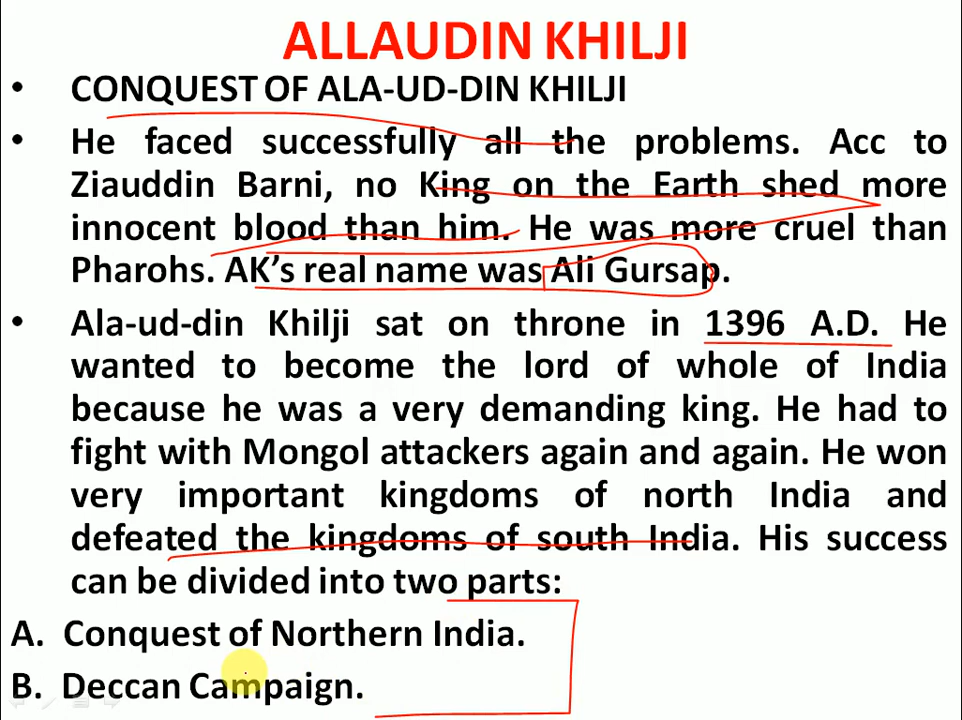 ALLAUDIN KHILJI
• CONQUEST OF ALA-UD-DIN KHILJI
• He faced successfully all the problems. Acc to
Ziauddin Barni, no King on the Earth shed more
innocent blood than him. He was more cruel than
Pharohs. AK's real name was Ali Gursap.
• Ala-ud-din Khilji sat on throne in 1396 A.D. He
wanted to become the lord of whole of India
because he was a very demanding king. He had to
fight with Mongol attackers again and again. He won
very important kingdoms of north India and
defeated the kingdoms of south India. His success
can be divided into two parts:
A. Conquest of Northern India.
B. Deccan Campaign.